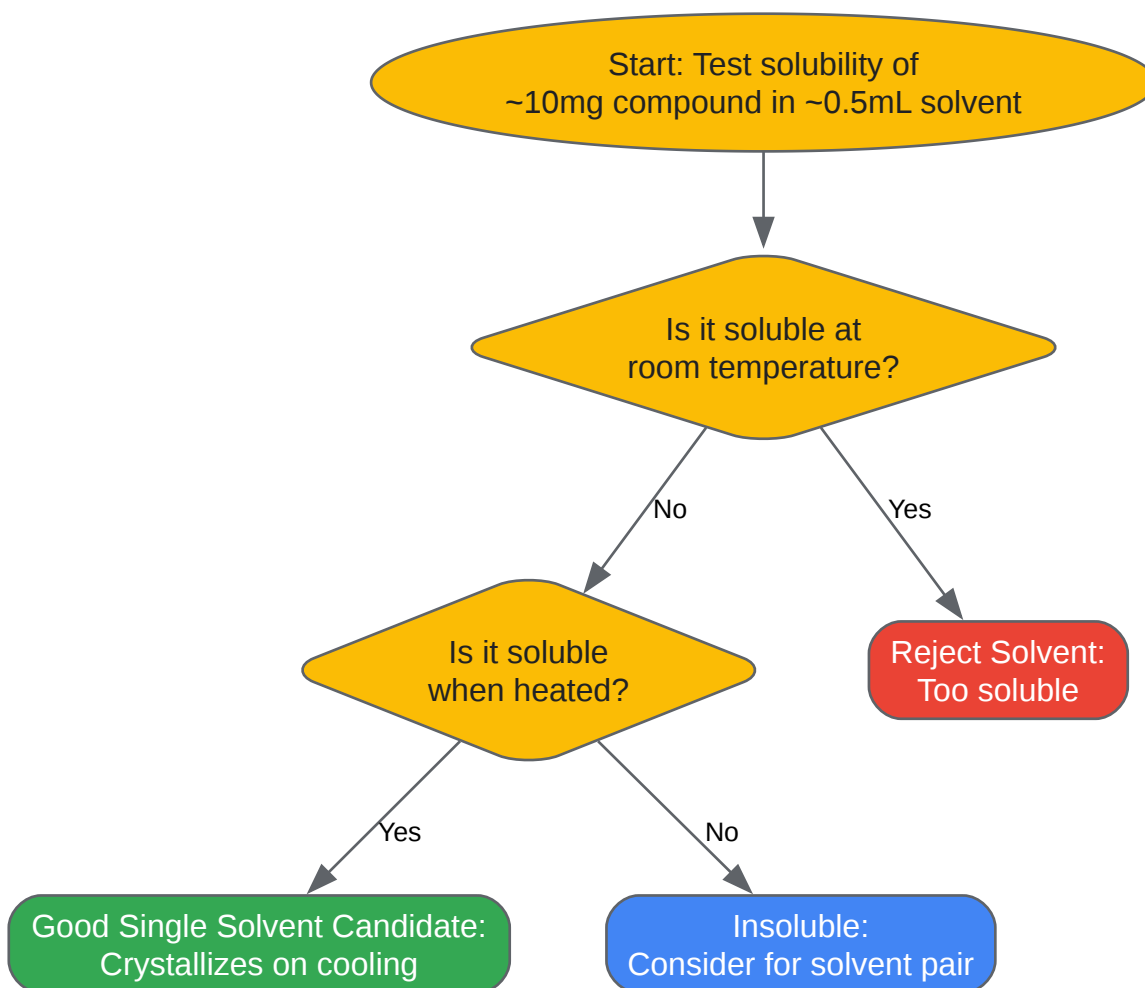 Start: Test solubility of
~10mg compound in ~0.5mL solvent
Is it soluble at
room temperature?
No
Yes
Is it soluble
when heated?
Reject Solvent:
Too soluble
Yes
No
Good Single Solvent Candidate:
Crystallizes on cooling
Insoluble:
Consider for solvent pair